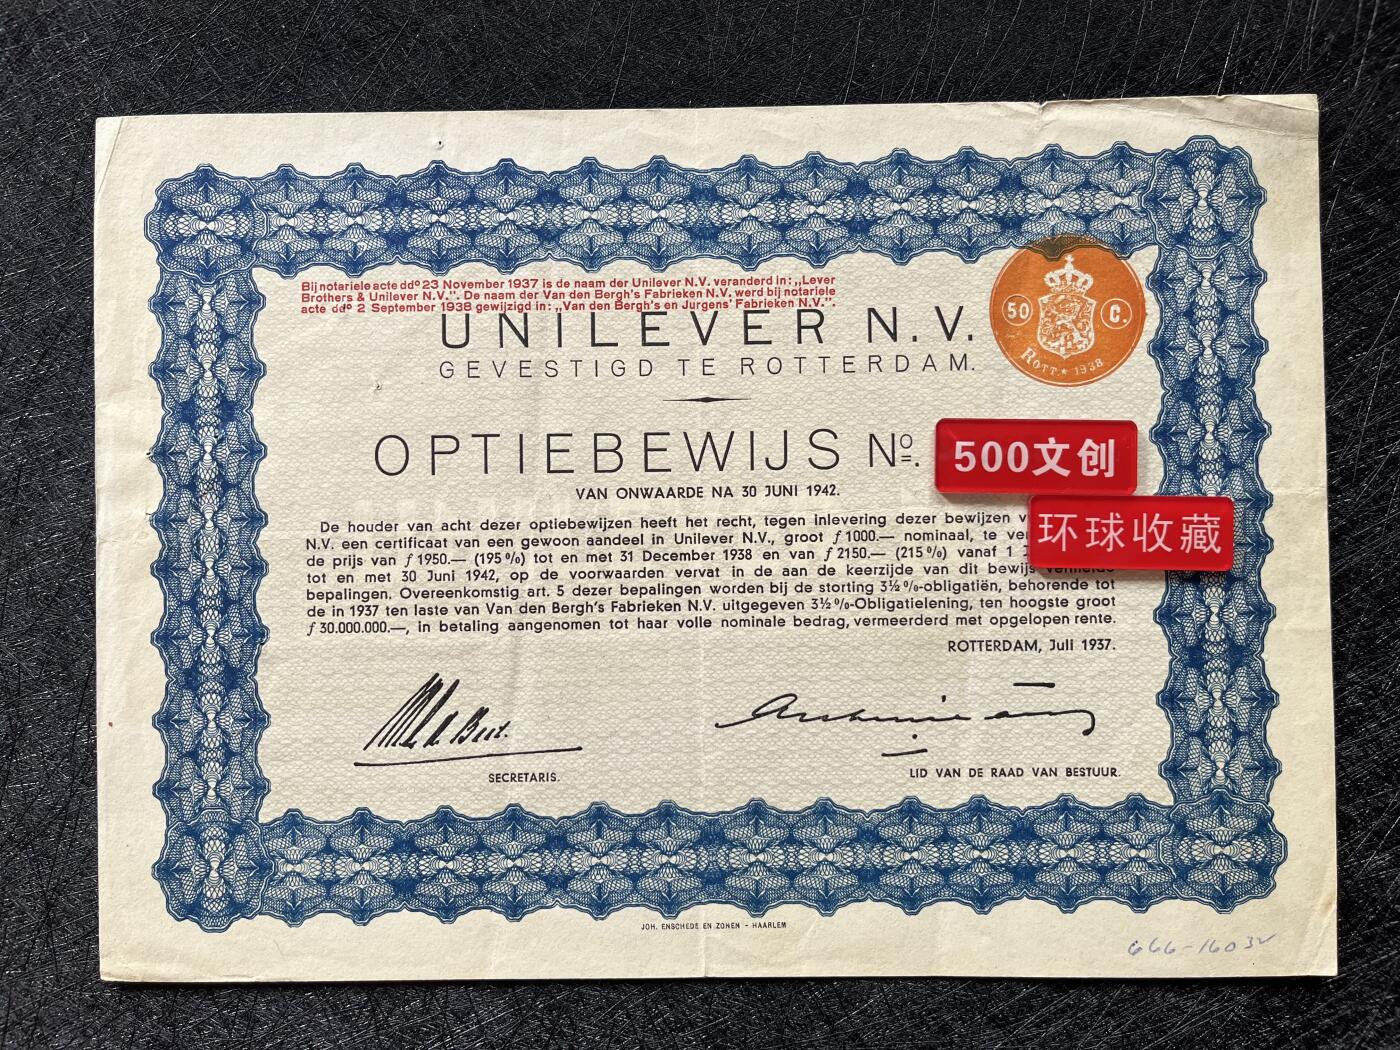 Bij notariele acte ddº 23 November 1937 is de naam der Unilever N.V. veranderd in: „Lever
Brothers & Unilever N.V.”. De naam der Van den Bergh's Fabrieken N.V. werd bij notariele
acte ddº 2 September 1938 gewijzigd in: „Van den Bergh's en Jurgens' Fabrieken N.V.”.
UNILEVER N.V.
GEVESTIGD TE ROTTERDAM.
50 C.
ROTT. * 1938
OPTIEBEWIJS Nº.
500文创
VAN ONWAARDE NA 30 JUNI 1942.
环球收藏
De houder van acht dezer optiebewijzen heeft het recht, tegen inlevering dezer bewijzen
N.V. een certificaat van een gewoon aandeel in Unilever N.V., groot ƒ 1000.— nominaal, te
de prijs van ƒ 1950.— (195 %) tot en met 31 December 1938 en van ƒ 2150.— (215 %) vanaf 1
tot en met 30 Juni 1942, op de voorwaarden vervat in de aan de keerzijde van dit bewijs vermelde
bepalingen. Overeenkomstig art. 5 dezer bepalingen worden bij de storting 3½ %-obligatiën, behorende tot
de in 1937 ten laste van Van den Bergh's Fabrieken N.V. uitgegeven 3½ %-Obligatielening, ten hoogste groot
ƒ 30.000.000.—, in betaling aangenomen tot haar volle nominale bedrag, vermeerderd met opgelopen rente.
ROTTERDAM, Juli 1937.
SECRETARIS.
LID VAN DE RAAD VAN BESTUUR.
JOH. ENSCHEDE EN ZONEN - HAARLEM